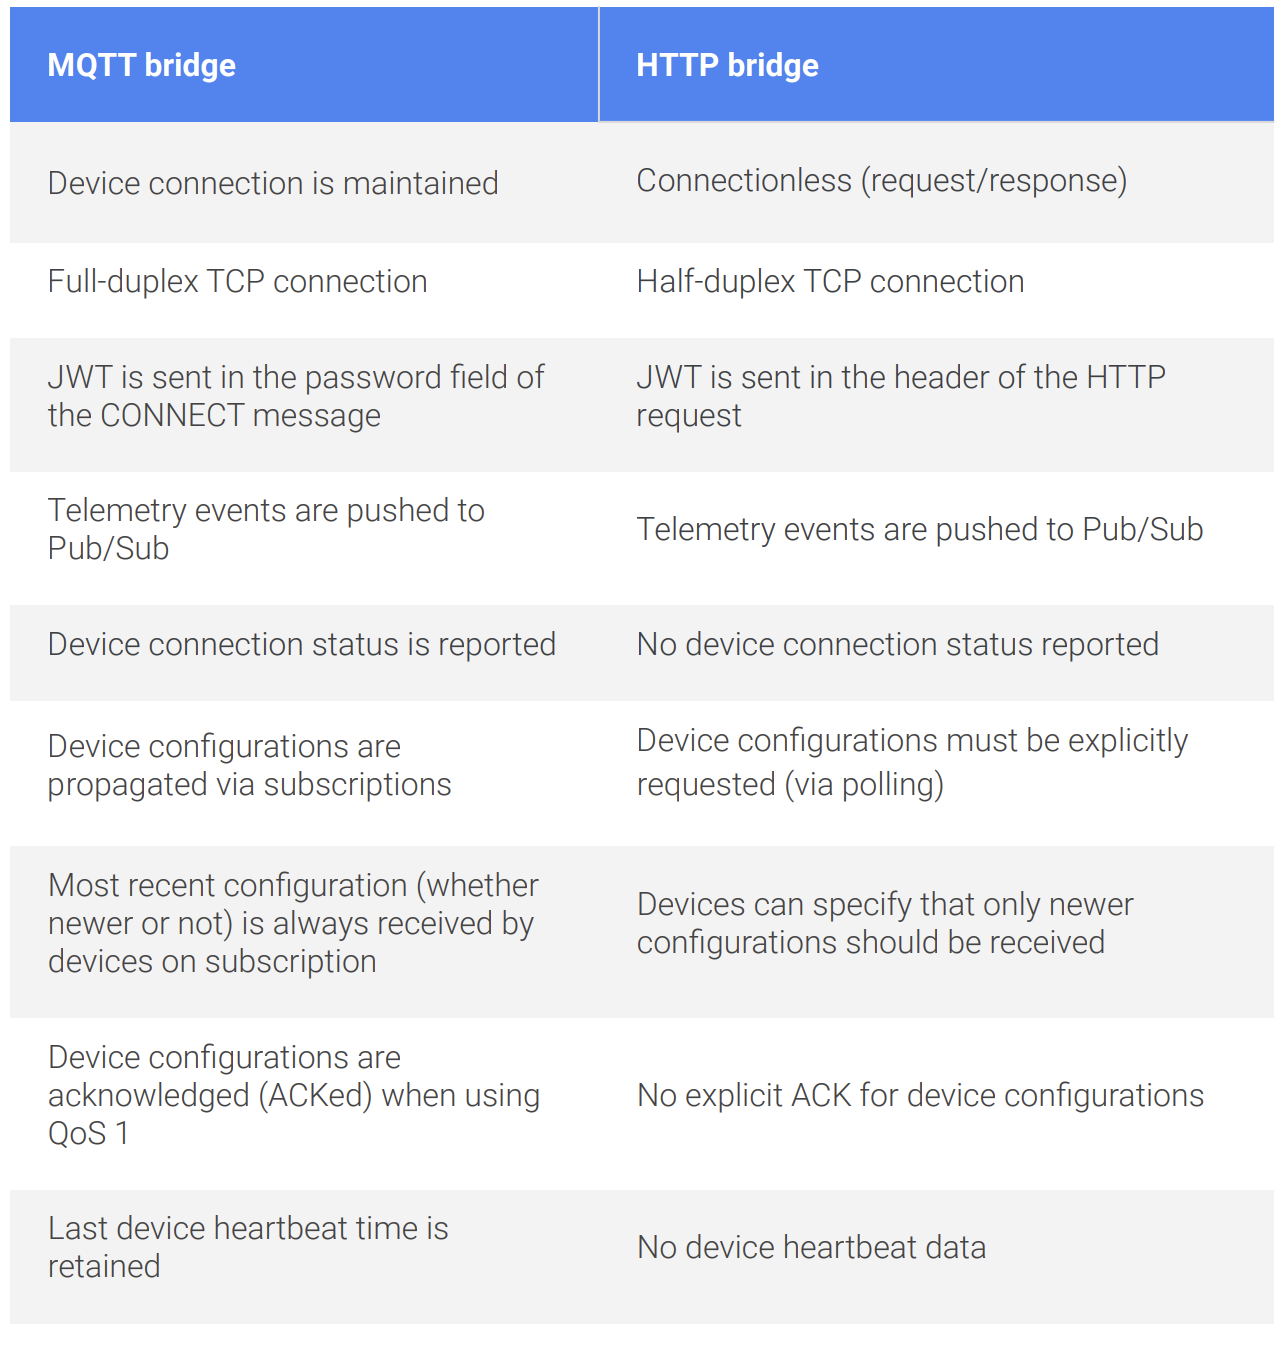 MQTT bridge
HTTP bridge
Device connection is maintained
Connectionless (request/response)
Full-duplex TCP connection
Half-duplex TCP connection
JWT is sent in the password field of
the CONNECT message
JWT is sent in the header of the HTTP
request
Telemetry events are pushed to
Pub/Sub
Telemetry events are pushed to Pub/Sub
Device connection status is reported
No device connection status reported
Device configurations are
propagated via subscriptions
Device configurations must be explicitly
requested (via polling)
Most recent configuration (whether
newer or not) is always received by
devices on subscription
Devices can specify that only newer
configurations should be received
Device configurations are
acknowledged (ACKed) when using
QoS 1
No explicit ACK for device configurations
Last device heartbeat time is
retained
No device heartbeat data